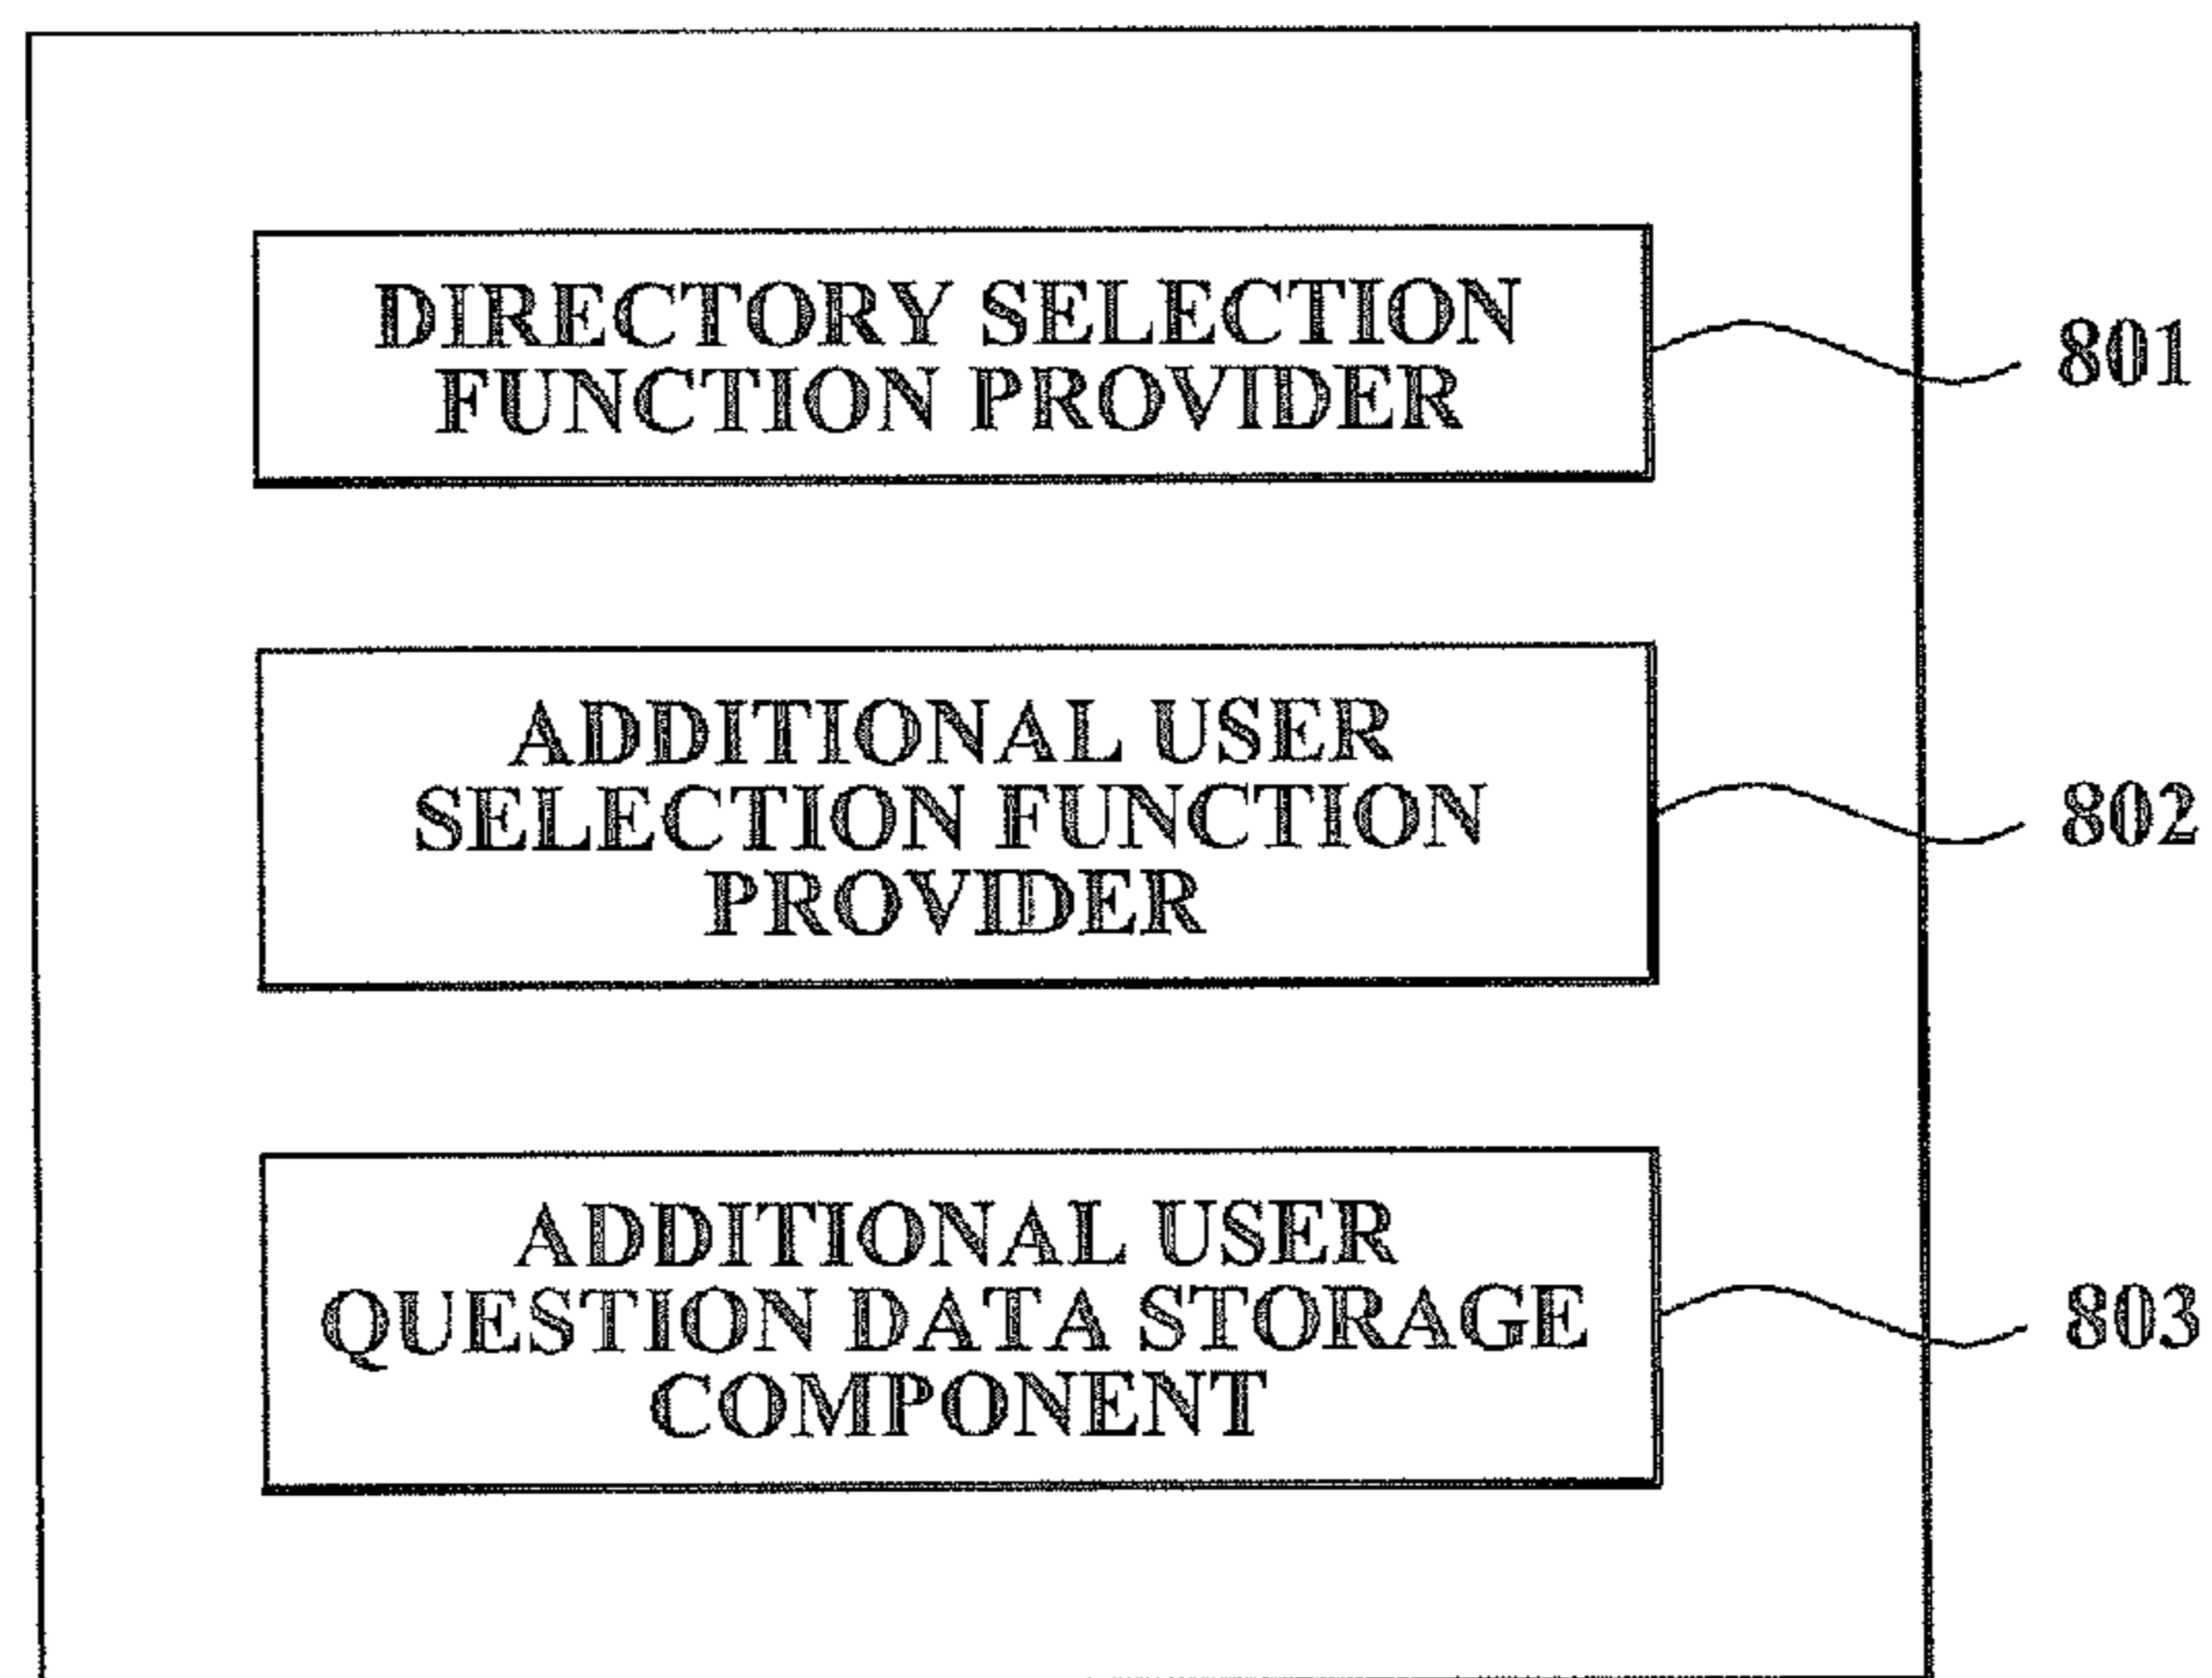 DIRECTORY SELECTION
FUNCTION PROVIDER
801
ADDITIONAL USER
SELECTION FUNCTION
PROVIDER
802
ADDITIONAL USER
QUESTION DATA STORAGE
COMPONENT
803